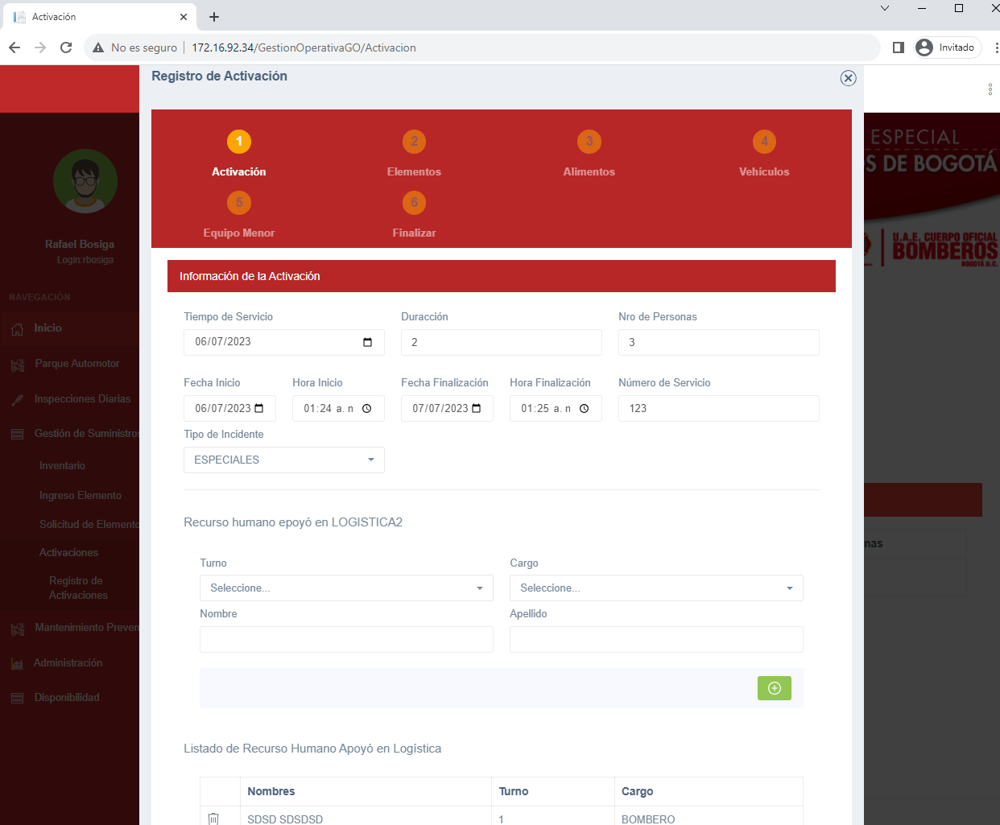 Activación
No es seguro
172.16.92.34/GestionOperativaGO/Activacion
Invitado
Registro de Activación
1
Activación
2
Elementos
3
Alimentos
4
Vehiculos
5
Equipo Menor
6
Finalizar
ESPECIAL
S DE BOGOTÁ
U.A.E. CUERPO OFICIAL
BOMBEROS
BOGOTÁ D.C.
Rafael Bosiga
Login:rbosiga
NAVEGACIÓN
Inicio
Parque Automotor
Inspecciones Diarias
Gestión de Suministros
Inventario
Ingreso Elemento
Solicitud de Elemento
Activaciones
Registro de
Activaciones
Mantenimiento Preven
Administración
Disponibilidad
Información de la Activación
Tiempo de Servicio
Duracción
Nro de Personas
06/07/2023
2
3
Fecha Inicio
Hora Inicio
Fecha Finalización
Hora Finalización
Número de Servicio
06/07/2023
01:24 a. n
07/07/2023
01:25 a. n
123
Tipo de Incidente
ESPECIALES
Recurso humano epoyó en LOGISTICA2
Turno
Cargo
Seleccione...
Seleccione...
Nombre
Apellido
nas
Listado de Recurso Humano Apoyó en Logística
Nombres
Turno
Cargo
SDSD SDSDSD
1
BOMBERO